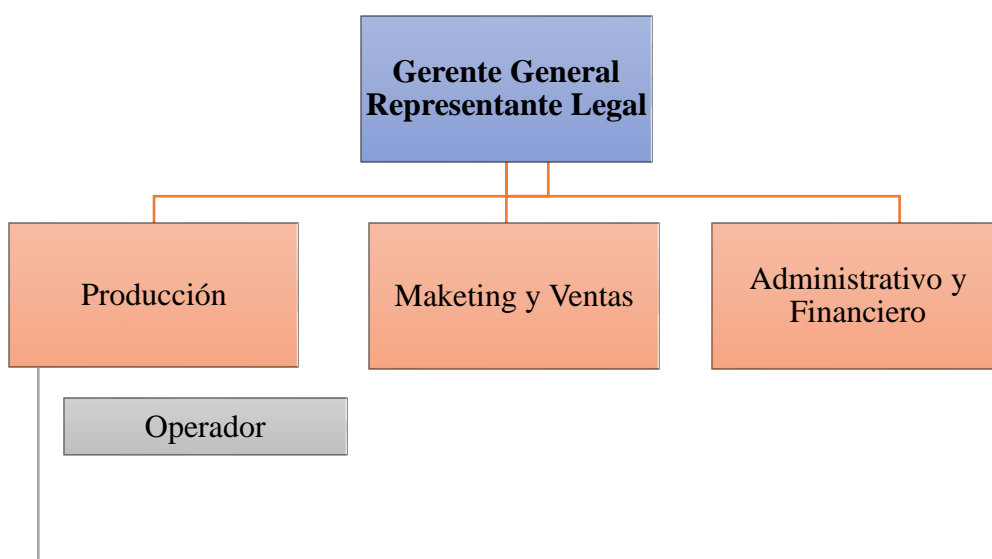 Gerente General
Representante Legal
Producción
Maketing y Ventas
Administrativo y
Financiero
Operador